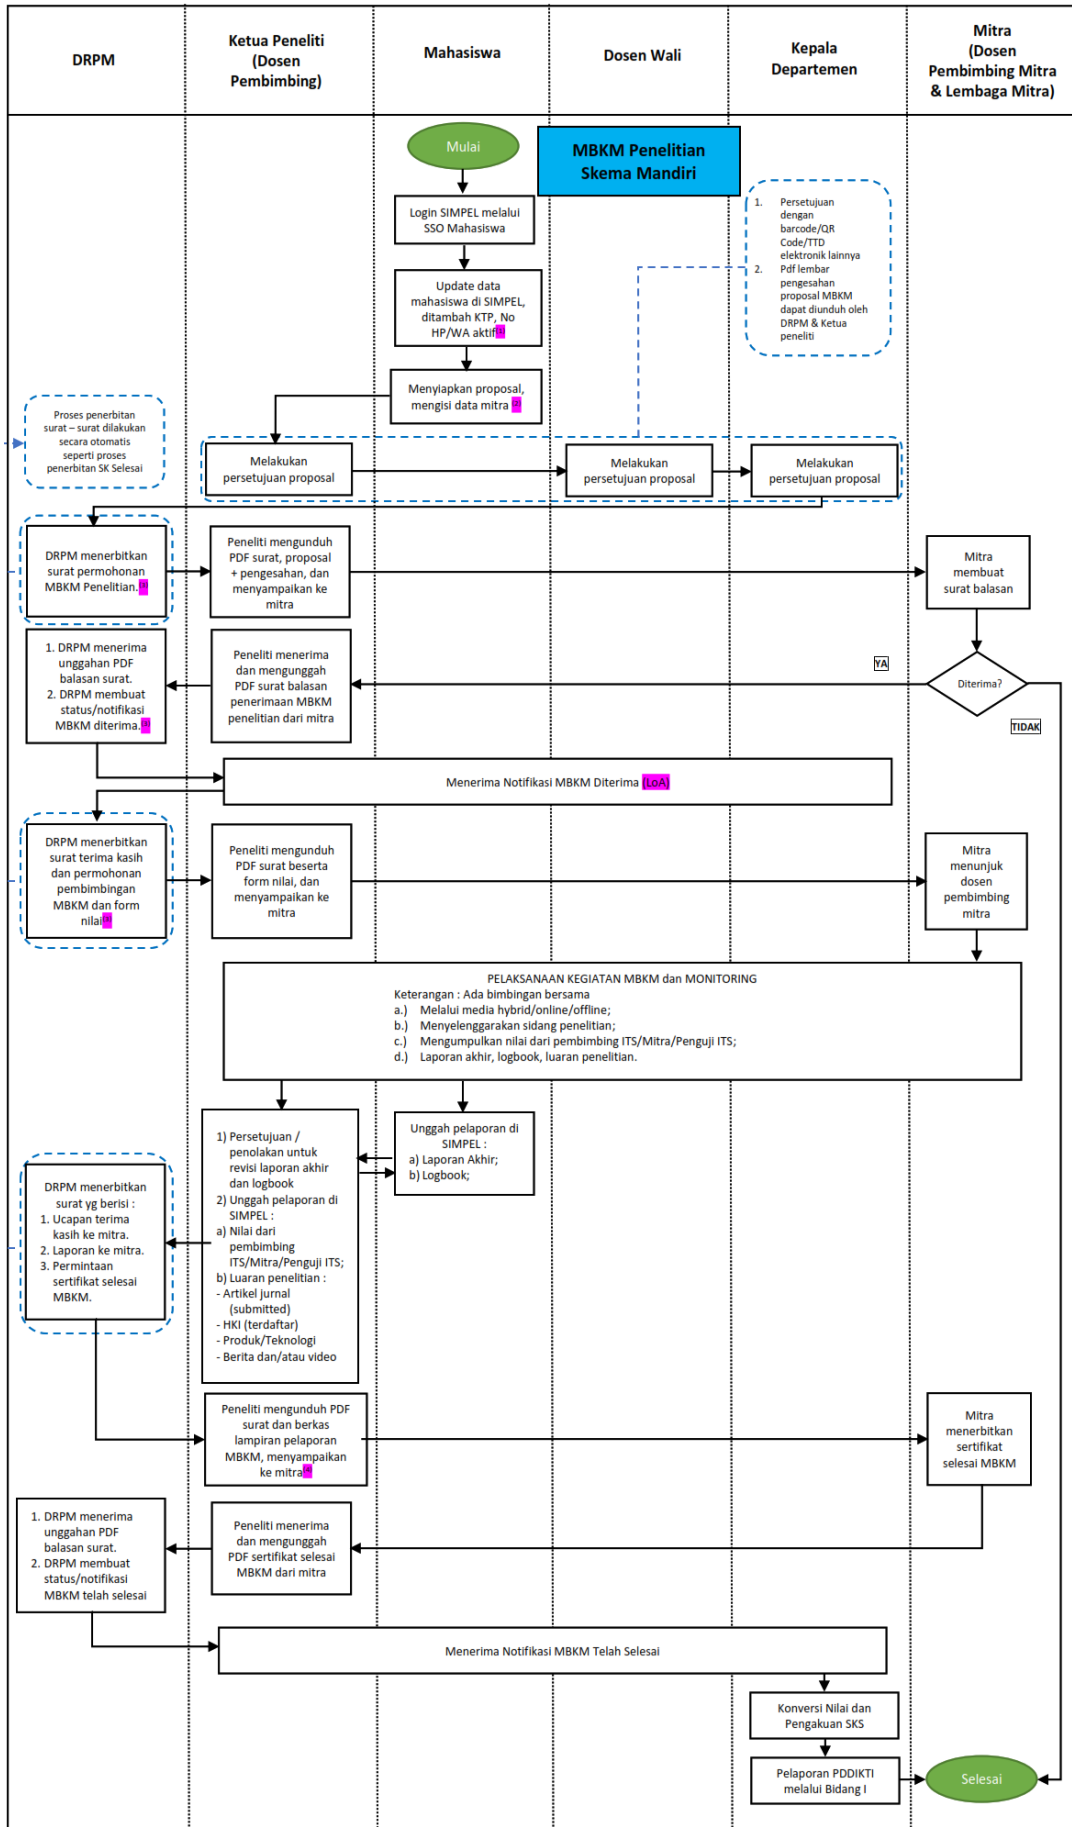 DRPM
Ketua Peneliti
(Dosen
Pembimbing)
Mahasiswa
Dosen Wali
Kepala
Departemen
Mitra
(Dosen
Pembimbing Mitra
& Lembaga Mitra)
Mulai
MBKM Penelitian
Skema Mandiri
Login SIMPEL melalui
SSO Mahasiswa
1. Persetujuan
dengan
barcode/QR
Code/TTD
elektronik lainnya
2. Pdf lembar
pengesahan
proposal MBKM
dapat diunduh oleh
DRPM & Ketua
peneliti
Update data
mahasiswa di SIMPEL,
ditambah KTP, No
HP/WA aktif(1)
Menyiapkan proposal,
mengisi data mitra (2)
Proses penerbitan
surat – surat dilakukan
secara otomatis
seperti proses
penerbitan SK Selesai
Melakukan
persetujuan proposal
Melakukan
persetujuan proposal
Melakukan
persetujuan proposal
DRPM menerbitkan
surat permohonan
MBKM Penelitian.(3)
Peneliti mengunduh
PDF surat, proposal
+ pengesahan, dan
menyampaikan ke
mitra
Mitra
membuat
surat balasan
1. DRPM menerima
unggahan PDF
balasan surat.
2. DRPM membuat
status/notifikasi
MBKM diterima.(3)
Peneliti menerima
dan mengunggah
PDF surat balasan
penerimaan MBKM
penelitian dari mitra
YA
Diterima?
TIDAK
Menerima Notifikasi MBKM Diterima (LoA)
DRPM menerbitkan
surat terima kasih
dan permohonan
pembimbingan
MBKM dan form
nilai(3)
Peneliti mengunduh
PDF surat beserta
form nilai, dan
menyampaikan ke
mitra
Mitra
menunjuk
dosen
pembimbing
mitra
PELAKSANAAN KEGIATAN MBKM dan MONITORING
Keterangan : Ada bimbingan bersama
a.) Melalui media hybrid/online/offline;
b.) Menyelenggarakan sidang penelitian;
c.) Mengumpulkan nilai dari pembimbing ITS/Mitra/Penguji ITS;
d.) Laporan akhir, logbook, luaran penelitian.
1) Persetujuan /
penolakan untuk
revisi laporan akhir
dan logbook
2) Unggah pelaporan di
SIMPEL :
a) Nilai dari
pembimbing
ITS/Mitra/Penguji ITS;
b) Luaran penelitian :
- Artikel jurnal
(submitted)
- HKI (terdaftar)
- Produk/Teknologi
- Berita dan/atau video
Unggah pelaporan di
SIMPEL :
a) Laporan Akhir;
b) Logbook;
DRPM menerbitkan
surat yg berisi :
1. Ucapan terima
kasih ke mitra.
2. Laporan ke mitra.
3. Permintaan
sertifikat selesai
MBKM.
Peneliti mengunduh PDF
surat dan berkas
lampiran pelaporan
MBKM, menyampaikan
ke mitra(4)
Mitra
menerbitkan
sertifikat
selesai MBKM
1. DRPM menerima
unggahan PDF
balasan surat.
2. DRPM membuat
status/notifikasi
MBKM telah selesai
Peneliti menerima
dan mengunggah
PDF sertifikat selesai
MBKM dari mitra
Menerima Notifikasi MBKM Telah Selesai
Konversi Nilai dan
Pengakuan SKS
Pelaporan PDDIKTI
melalui Bidang I
Selesai